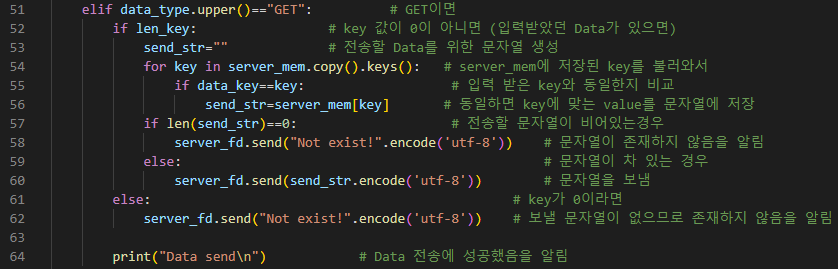 51 elif data_type.upper()=="GET": # GET이면
52 if len_key: # key 값이 0이 아니면 (입력받았던 Data가 있으면)
53 send_str="" # 전송할 Data를 위한 문자열 생성
54 for key in server_mem.copy().keys(): # server_mem에 저장된 key를 불러와서
55 if data_key==key: # 입력 받은 key와 동일한지 비교
56 send_str=server_mem[key] # 동일하면 key에 맞는 value를 문자열에 저장
57 if len(send_str)==0: # 전송할 문자열이 비어있는경우
58 server_fd.send("Not exist!".encode('utf-8')) # 문자열이 존재하지 않음을 알림
59 else: # 문자열이 차 있는 경우
60 server_fd.send(send_str.encode('utf-8')) # 문자열을 보냄
61 else: # key가 0이라면
62 server_fd.send("Not exist!".encode('utf-8')) # 보낼 문자열이 없으므로 존재하지 않음을 알림
63
64 print("Data send\n") # Data 전송에 성공했음을 알림